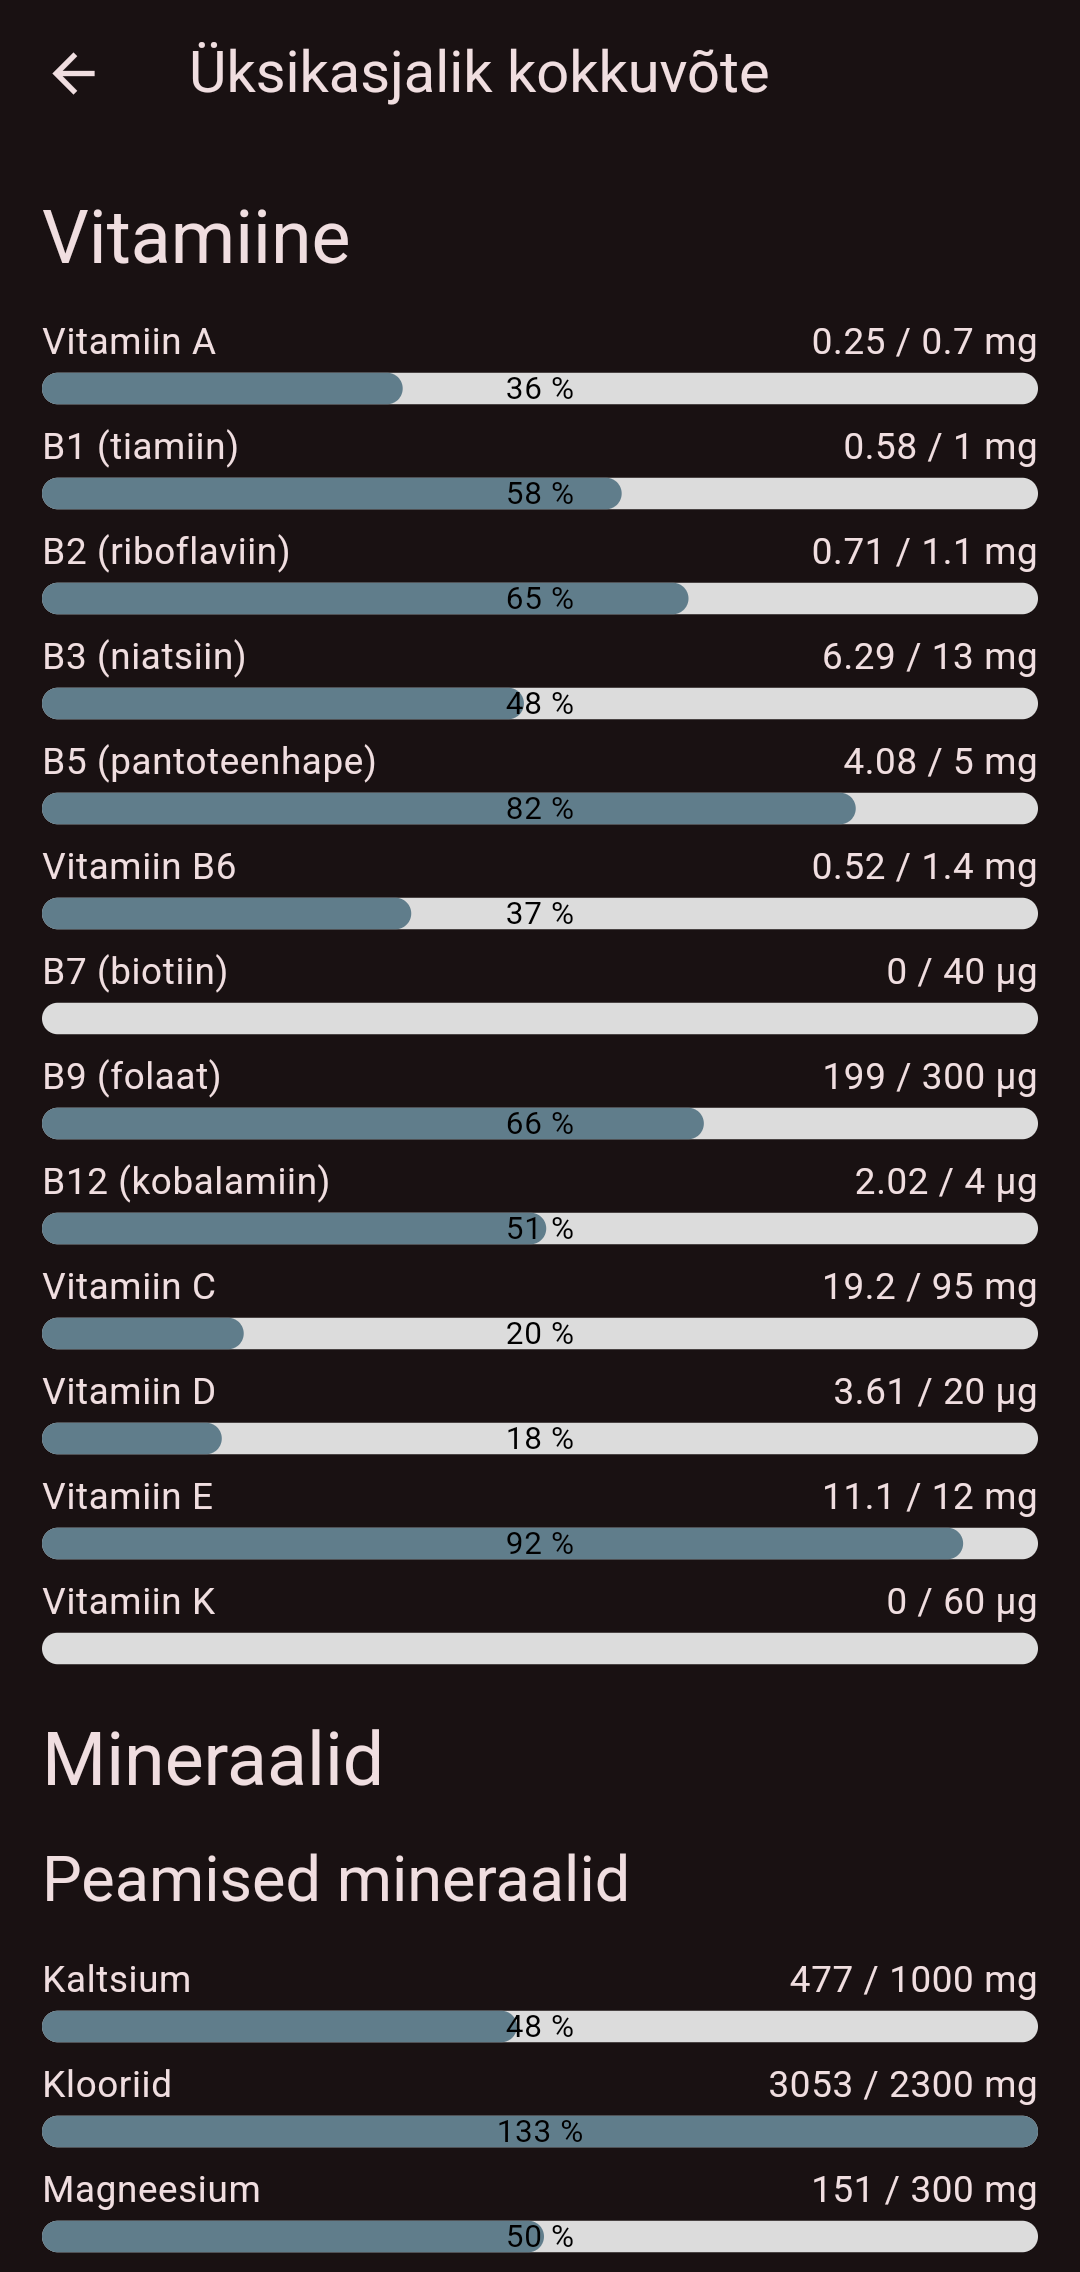 Üksikasjalik kokkuvõte
Vitamiine
Vitamiin A 0.25 / 0.7 mg
36 %
B1 (tiamiin) 0.58 / 1 mg
58 %
B2 (riboflaviin) 0.71 / 1.1 mg
65 %
B3 (niatsiin) 6.29 / 13 mg
48 %
B5 (pantoteenhape) 4.08 / 5 mg
82 %
Vitamiin B6 0.52 / 1.4 mg
37 %
B7 (biotiin) 0 / 40 µg
B9 (folaat) 199 / 300 µg
66 %
B12 (kobalamiin) 2.02 / 4 µg
51 %
Vitamiin C 19.2 / 95 mg
20 %
Vitamiin D 3.61 / 20 µg
18 %
Vitamiin E 11.1 / 12 mg
92 %
Vitamiin K 0 / 60 µg
Mineraalid
Peamised mineraalid
Kaltsium 477 / 1000 mg
48 %
Klooriid 3053 / 2300 mg
133 %
Magneesium 151 / 300 mg
50 %